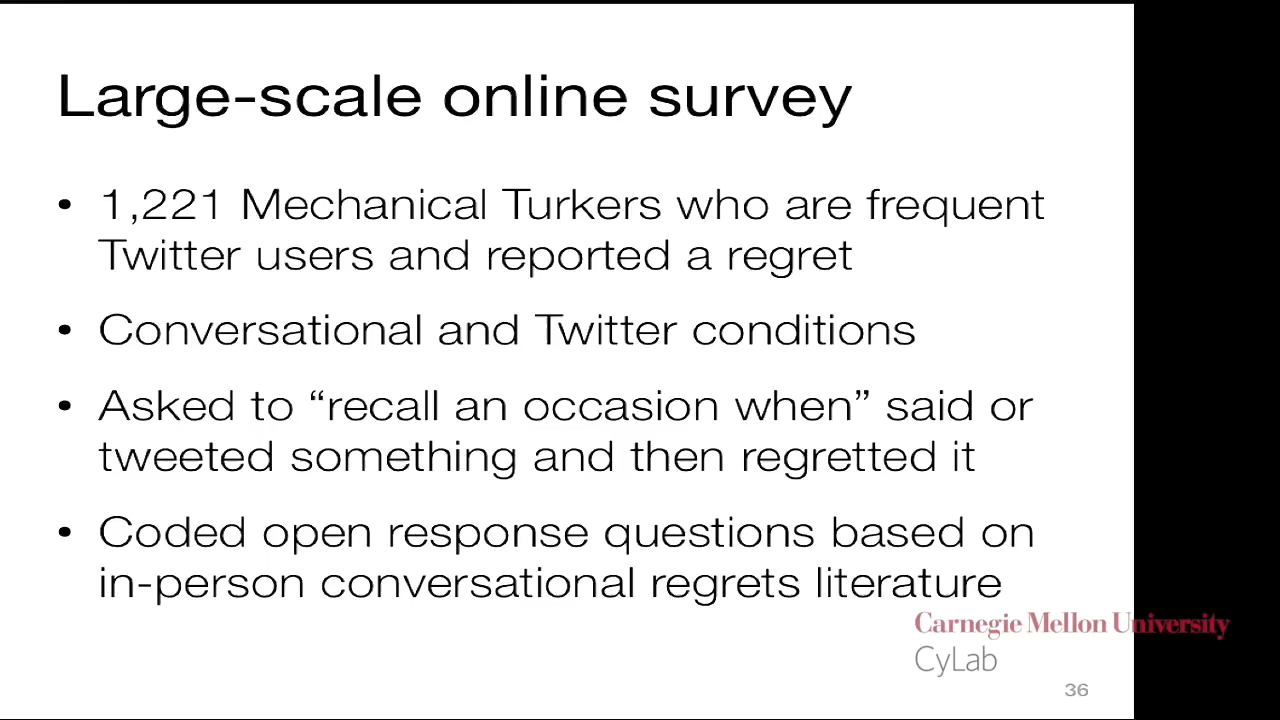 Large-scale online survey
• 1,221 Mechanical Turkers who are frequent
Twitter users and reported a regret
• Conversational and Twitter conditions
• Asked to “recall an occasion when” said or
tweeted something and then regretted it
• Coded open response questions based on
in-person conversational regrets literature
Carnegie Mellon University
CyLab
36